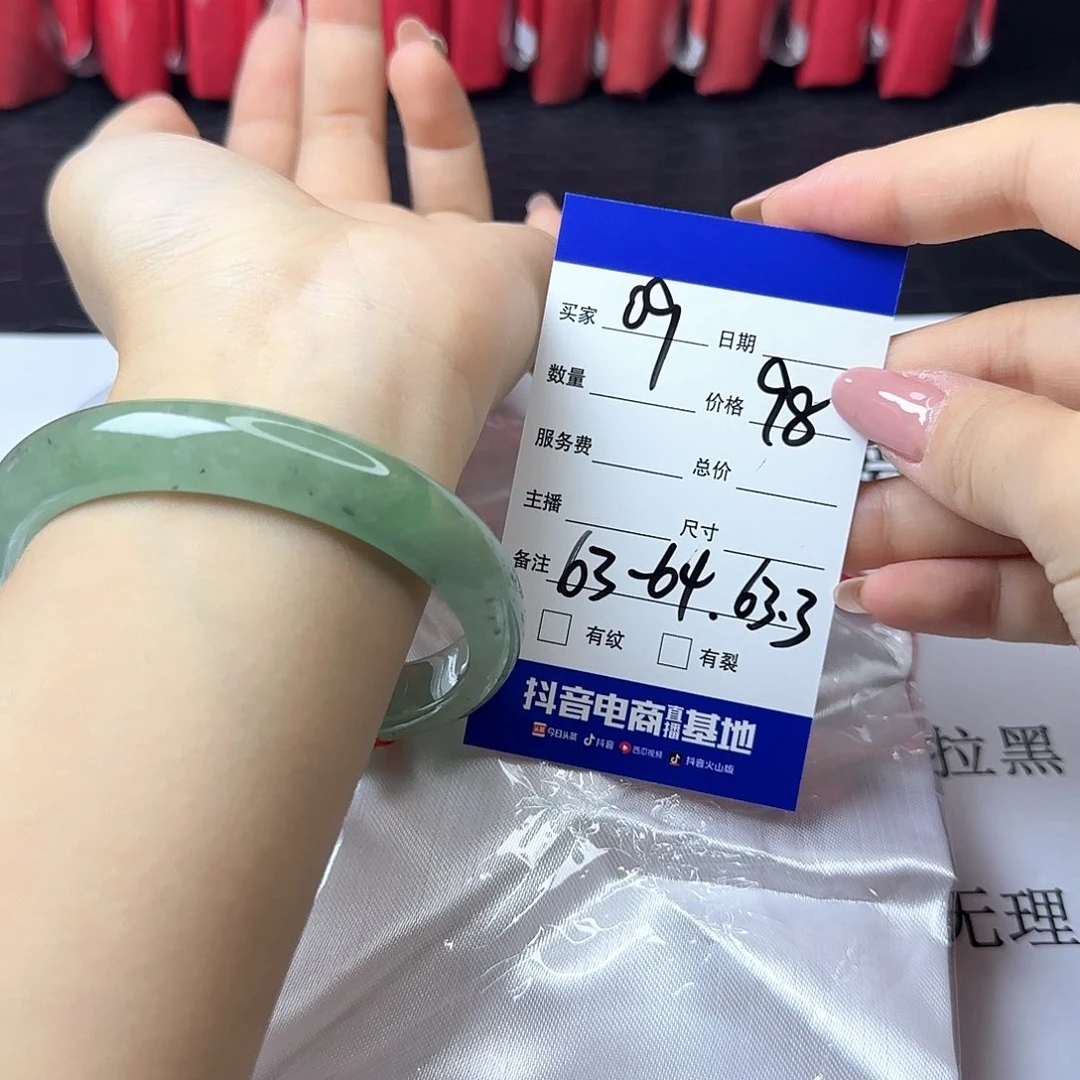 买家 09 日期
数量 价格 98
服务费 总价
主播 尺寸
备注 63-64.63.3
有纹 有裂
抖音电商直播基地
头条 今日头条 抖音 西瓜视频 抖音火山版
拉黑
无理